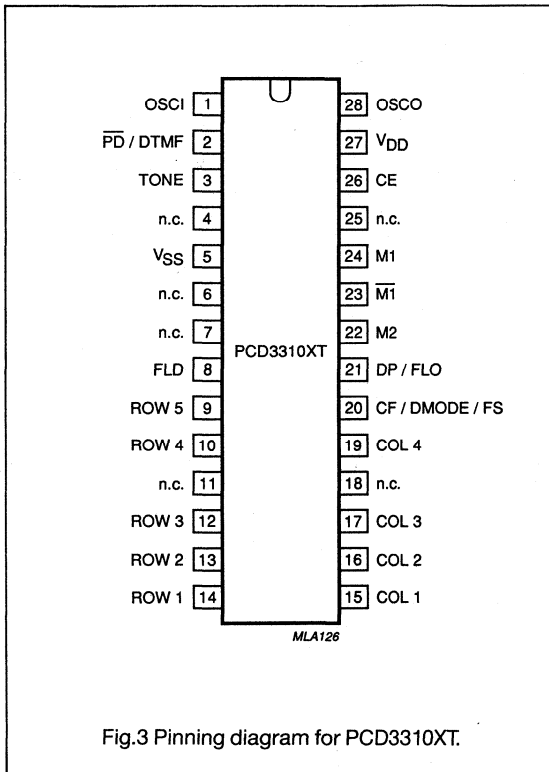 OSCI 1 28 OSCO
P̅D̅ / DTMF 2 27 VDD
TONE 3 26 CE
n.c. 4 25 n.c.
VSS 5 24 M1
n.c. 6 23 M̅1̅
n.c. 7 22 M2
PCD3310XT
FLD 8 21 DP / FLO
ROW 5 9 20 CF / DMODE / FS
ROW 4 10 19 COL 4
n.c. 11 18 n.c.
ROW 3 12 17 COL 3
ROW 2 13 16 COL 2
ROW 1 14 15 COL 1
MLA126
Fig.3 Pinning diagram for PCD3310XT.